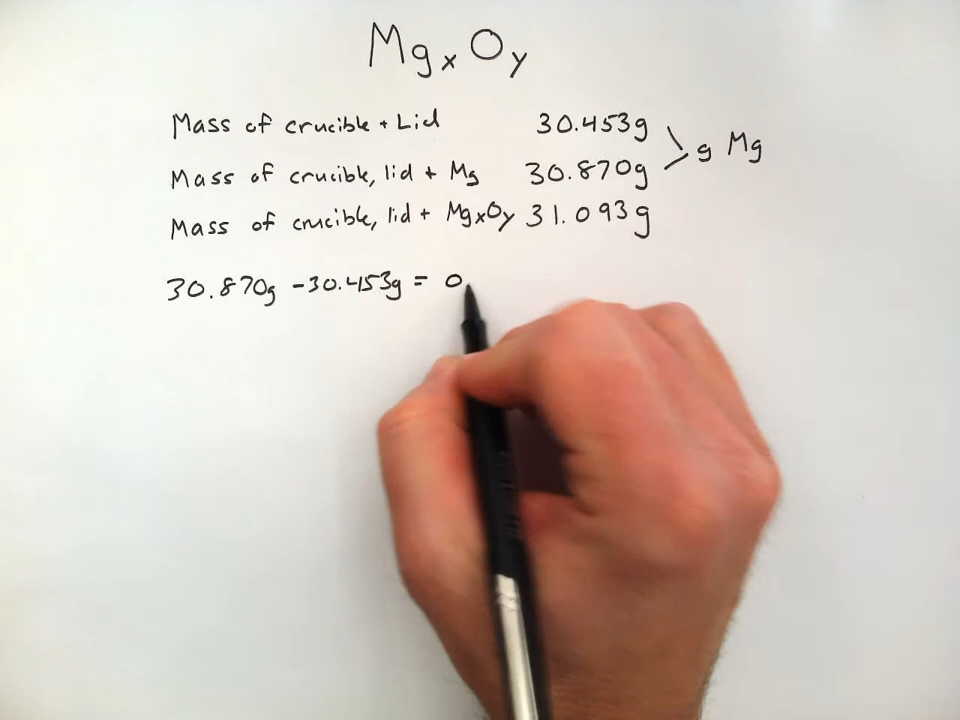 MgxOy
Mass of crucible + Lid 30.453g
g Mg
Mass of crucible, lid + Mg 30.870g
Mass of crucible, lid + MgxOy 31.093g
30.870g - 30.453g = 0.